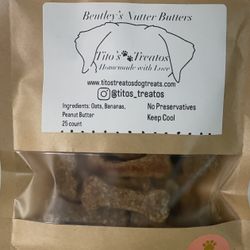 Bentley's Nutter Butters
Tito's Treatos
Homemade with Love
www.titostreatosdogtreats.com
@titos_treatos
Ingredients: Oats, Bananas, No Preservatives
Peanut Butter Keep Cool
25 count